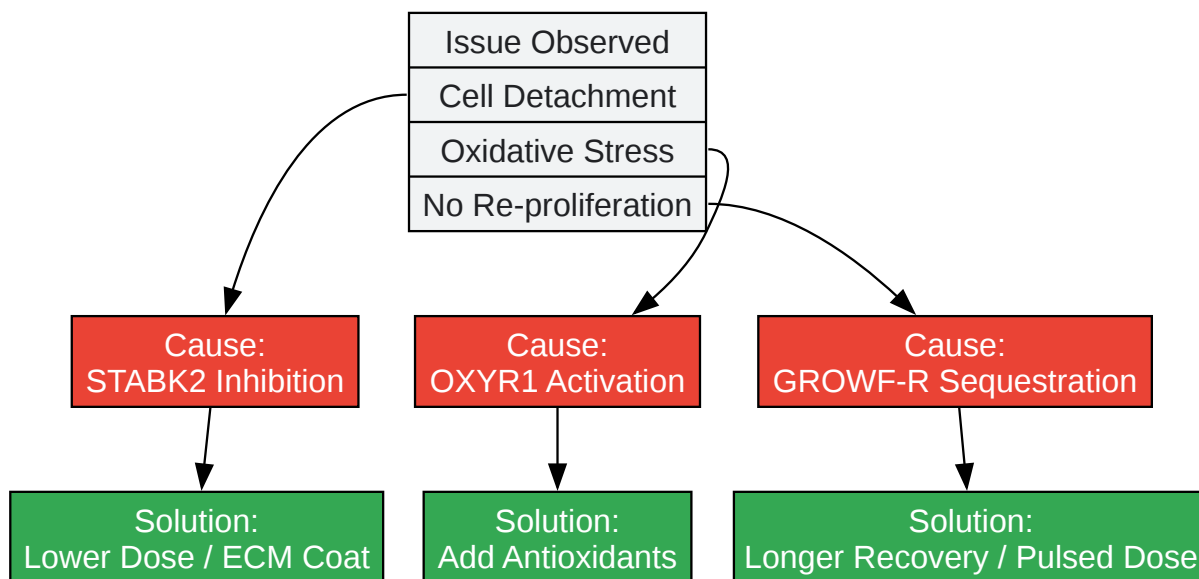 Issue Observed
Cell Detachment
Oxidative Stress
No Re-proliferation
Cause:
STABK2 Inhibition
Cause:
OXYR1 Activation
Cause:
GROWF-R Sequestration
Solution:
Lower Dose / ECM Coat
Solution:
Add Antioxidants
Solution:
Longer Recovery / Pulsed Dose